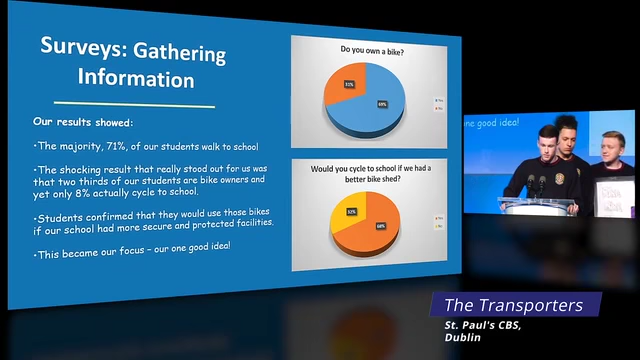 Surveys: Gathering
Information
Our results showed:
•The majority, 71%, of our students walk to school
•The shocking result that really stood out for us was
that two thirds of our students are bike owners and
yet only 8% actually cycle to school.
•Students confirmed that they would use those bikes
if our school had more secure and protected facilities.
•This became our focus – our one good idea!
Do you own a bike?
31%
69%
Would you cycle to school if we had a
better bike shed?
32%
68%
one good idea!
The Transporters
St. Paul's CBS,
Dublin